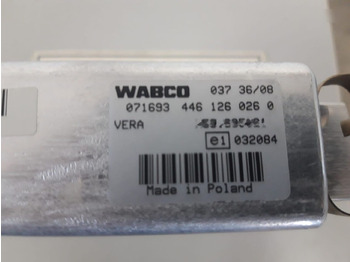 WABCO 037 36/08
071693 446 126 026 0
VERA
e1 032084
Made in Poland